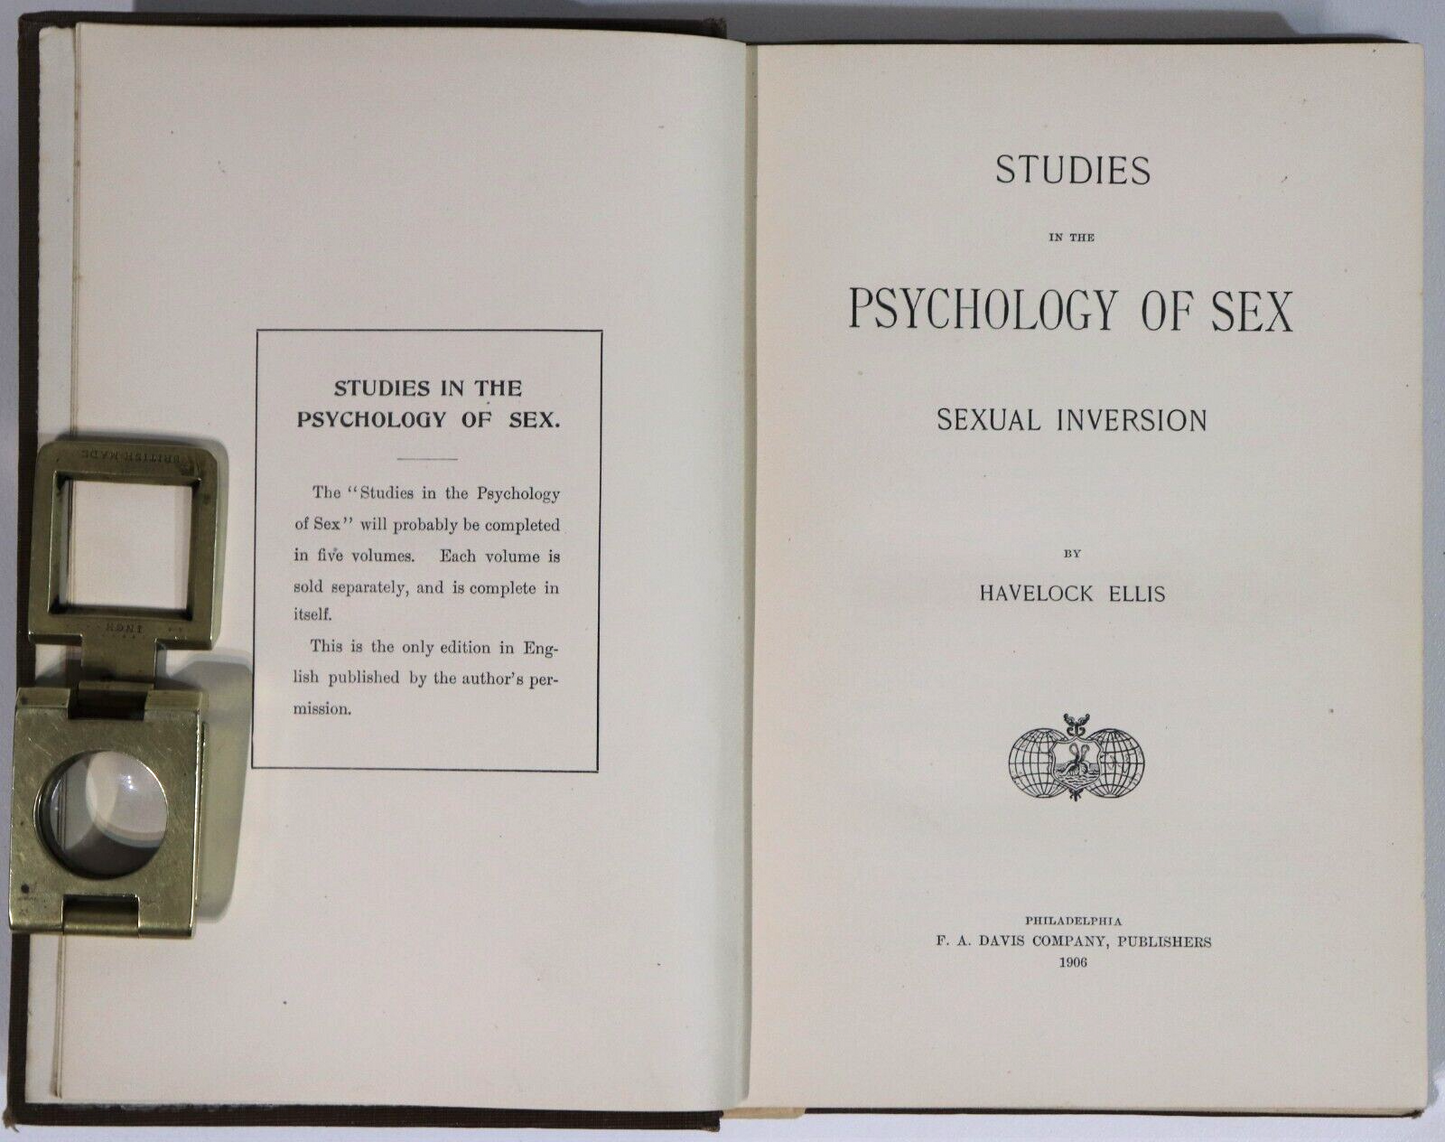 STUDIES IN THE
PSYCHOLOGY OF SEX.
The "Studies in the Psychology
of Sex" will probably be completed
in five volumes. Each volume is
sold separately, and is complete in
itself.
This is the only edition in Eng-
lish published by the author's per-
mission.
BRITISH MADE
INCH
STUDIES
IN THE
PSYCHOLOGY OF SEX
SEXUAL INVERSION
BY
HAVELOCK ELLIS
PHILADELPHIA
F. A. DAVIS COMPANY, PUBLISHERS
1906